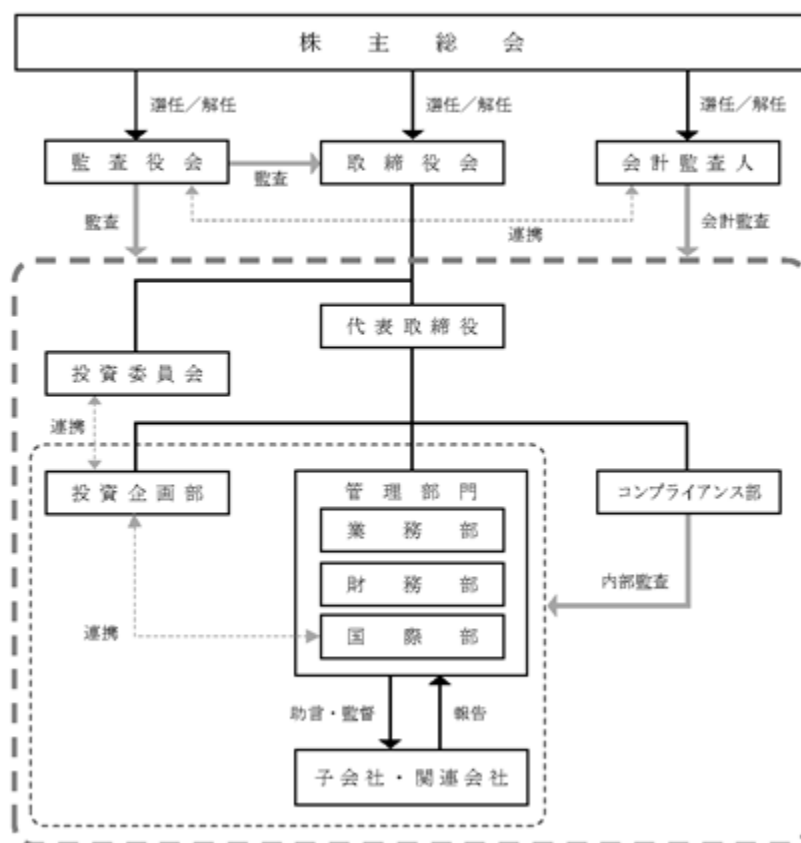 株主総会
選任／解任
選任／解任
選任／解任
監査役会
監査
取締役会
会計監査人
監査
連携
会計監査
代表取締役
投資委員会
連携
投資企画部
管理部門
コンプライアンス部
業務部
財務部
内部監査
連携
国際部
助言・監督
報告
子会社・関連会社